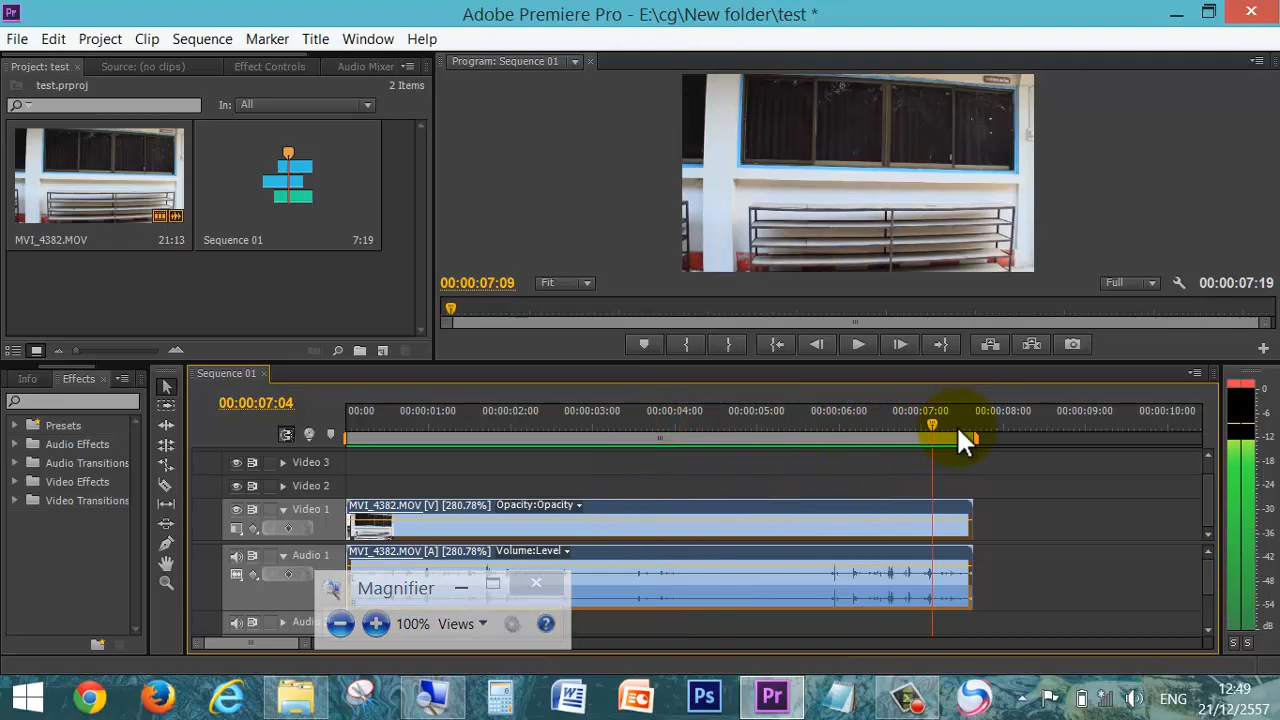 Pr Adobe Premiere Pro - E:\cg\New folder\test *
File Edit Project Clip Sequence Marker Title Window Help
Project: test Source: (no clips) Effect Controls Audio Mixer
Program: Sequence 01
test.prproj 2 Items
In: All
MVI_4382.MOV 21:13
Sequence 01 7:19
00:00:07:09 Fit Full 00:00:07:19
Info Effects
Presets
Audio Effects
Audio Transitions
Video Effects
Video Transitions
Sequence 01
00:00:07:04
00:00 00:00:01:00 00:00:02:00 00:00:03:00 00:00:04:00 00:00:05:00 00:00:06:00 00:00:07:00 00:00:08:00 00:00:09:00 00:00:10:00
Video 3
Video 2
Video 1
MVI_4382.MOV [V] [280.78%] Opacity:Opacity
Audio 1
MVI_4382.MOV [A] [280.78%] Volume:Level
L
R
Audio
Magnifier
100% Views
0
-6
-12
-18
-24
-30
-36
-42
-48
-54
dB
S S
W Ps Pr
ENG
12:49
21/12/2557